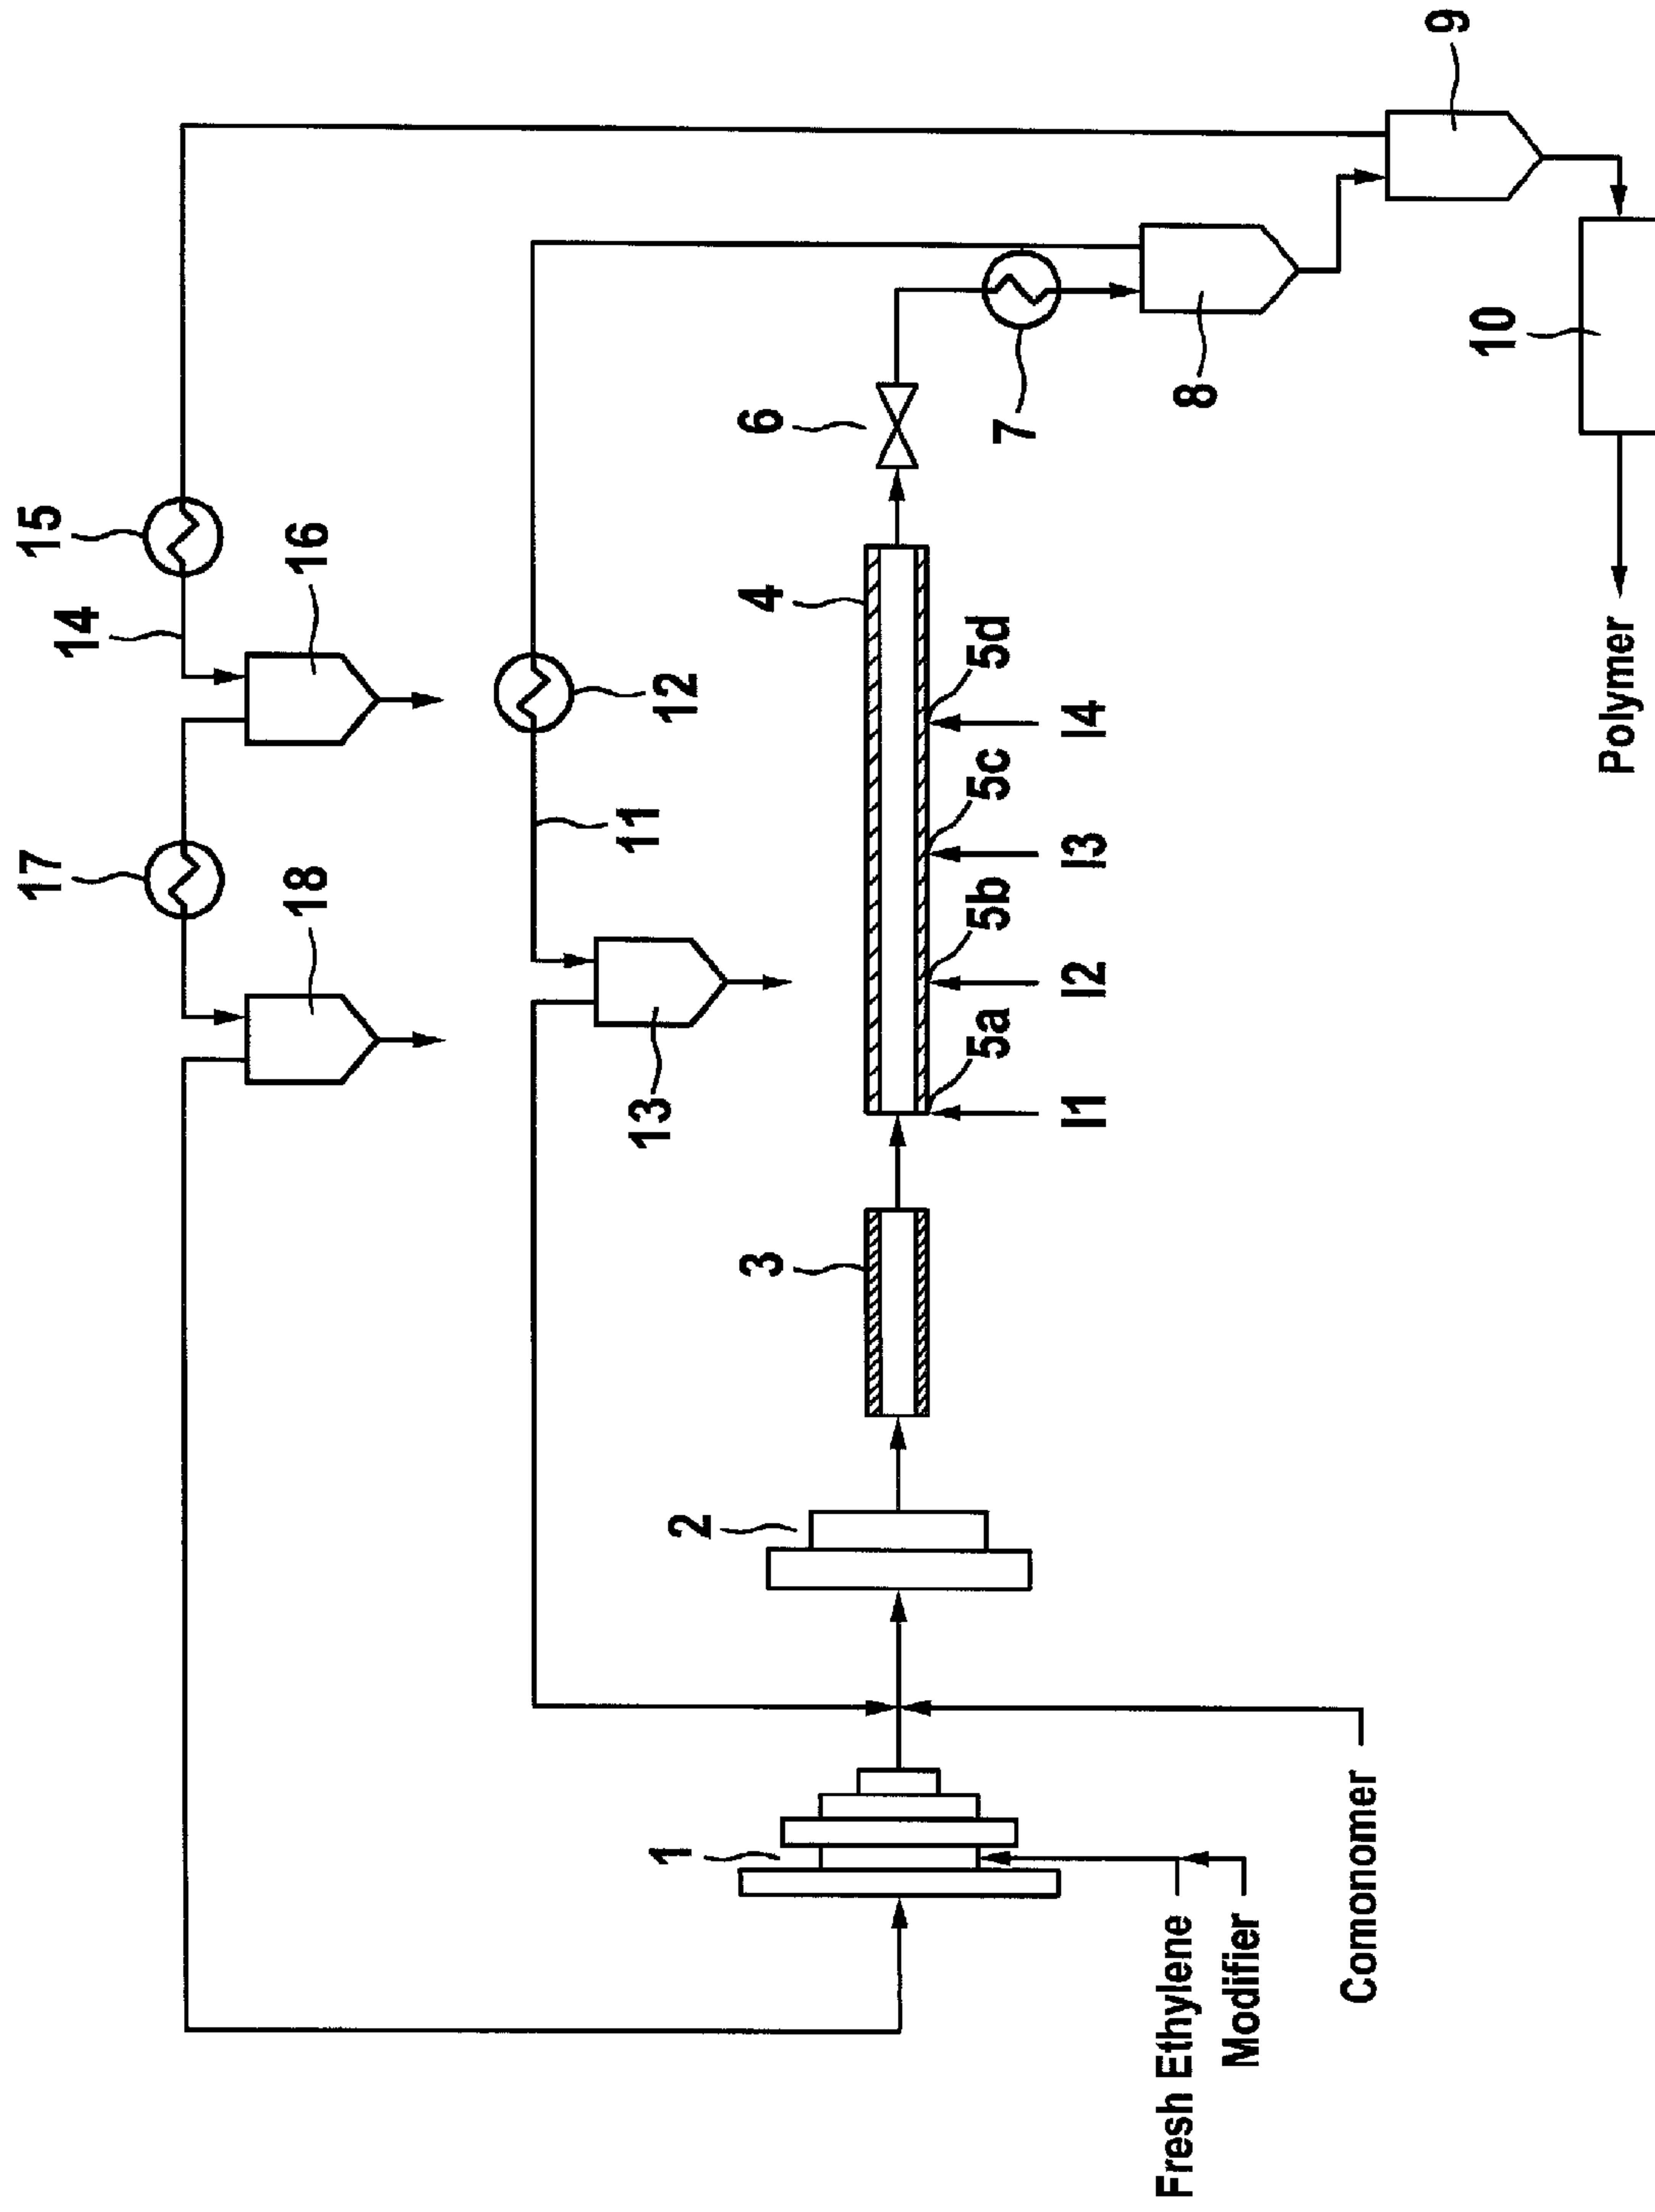 15
14
16
17
18
12
11
13
6
7
8
9
10
4
5d
5c
5b
5a
I4
I3
I2
I1
3
2
1
Fresh Ethylene
Modifier
Comonomer
Polymer